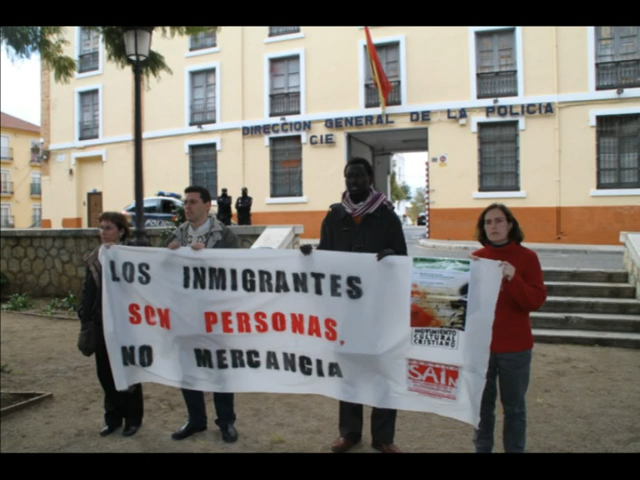 DIRECCION GENERAL DE LA POLICIA
CIE
LOS INMIGRANTES
SON PERSONAS,
NO MERCANCIA
MOVIMIENTO
CULTURAL
CRISTIANO
SAIn